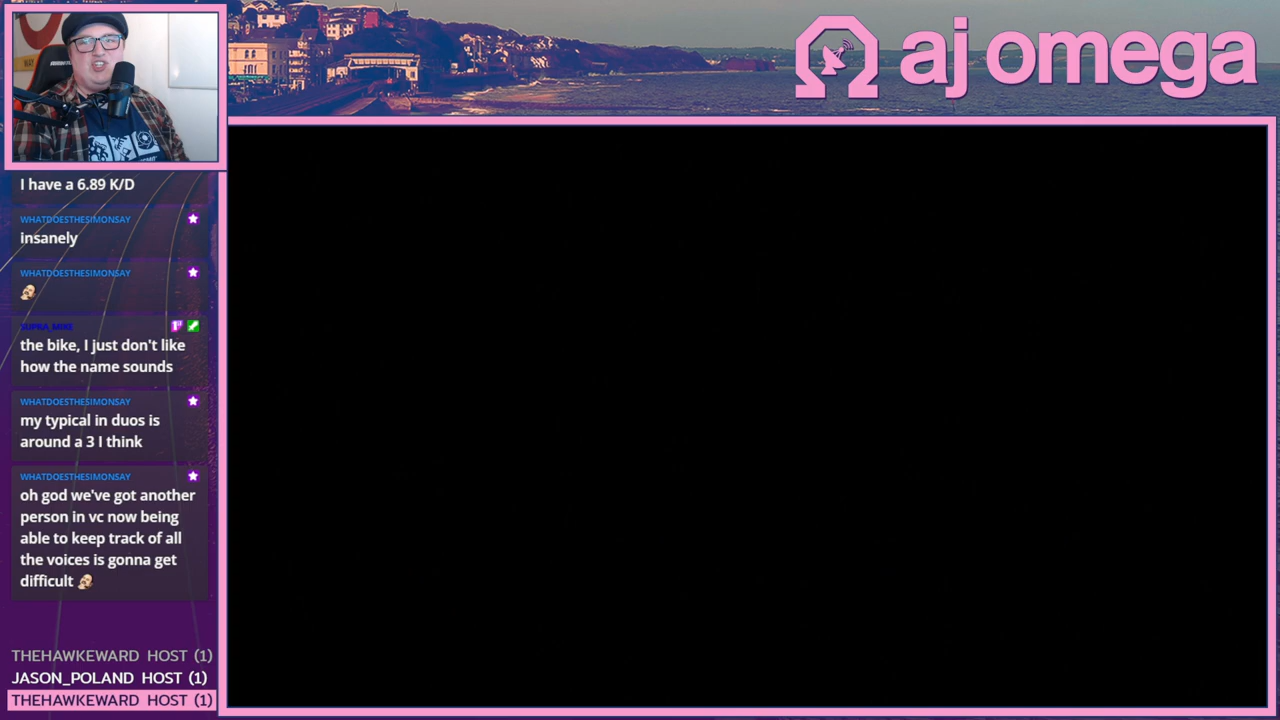 aj omega
I have a 6.89 K/D
WHATDOESTHESIMONSAY
insanely
WHATDOESTHESIMONSAY
SUPRA_MIKE
the bike, I just don't like
how the name sounds
WHATDOESTHESIMONSAY
my typical in duos is
around a 3 I think
WHATDOESTHESIMONSAY
oh god we've got another
person in vc now being
able to keep track of all
the voices is gonna get
difficult
THEHAWKEWARD HOST (1)
JASON_POLAND HOST (1)
THEHAWKEWARD HOST (1)